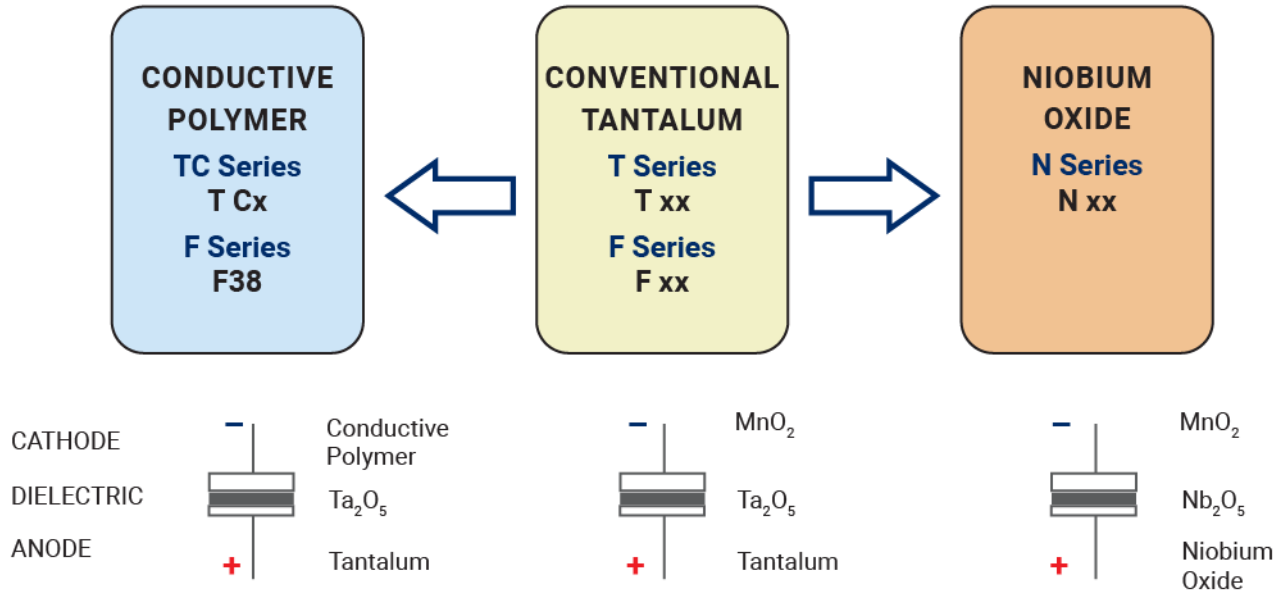 CONDUCTIVE
POLYMER
TC Series
T Cx
F Series
F38
CONVENTIONAL
TANTALUM
T Series
T xx
F Series
F xx
NIOBIUM
OXIDE
N Series
N xx
CATHODE
DIELECTRIC
ANODE
−
Conductive
Polymer
Ta₂O₅
+
Tantalum
−
MnO₂
Ta₂O₅
+
Tantalum
−
MnO₂
Nb₂O₅
+
Niobium
Oxide